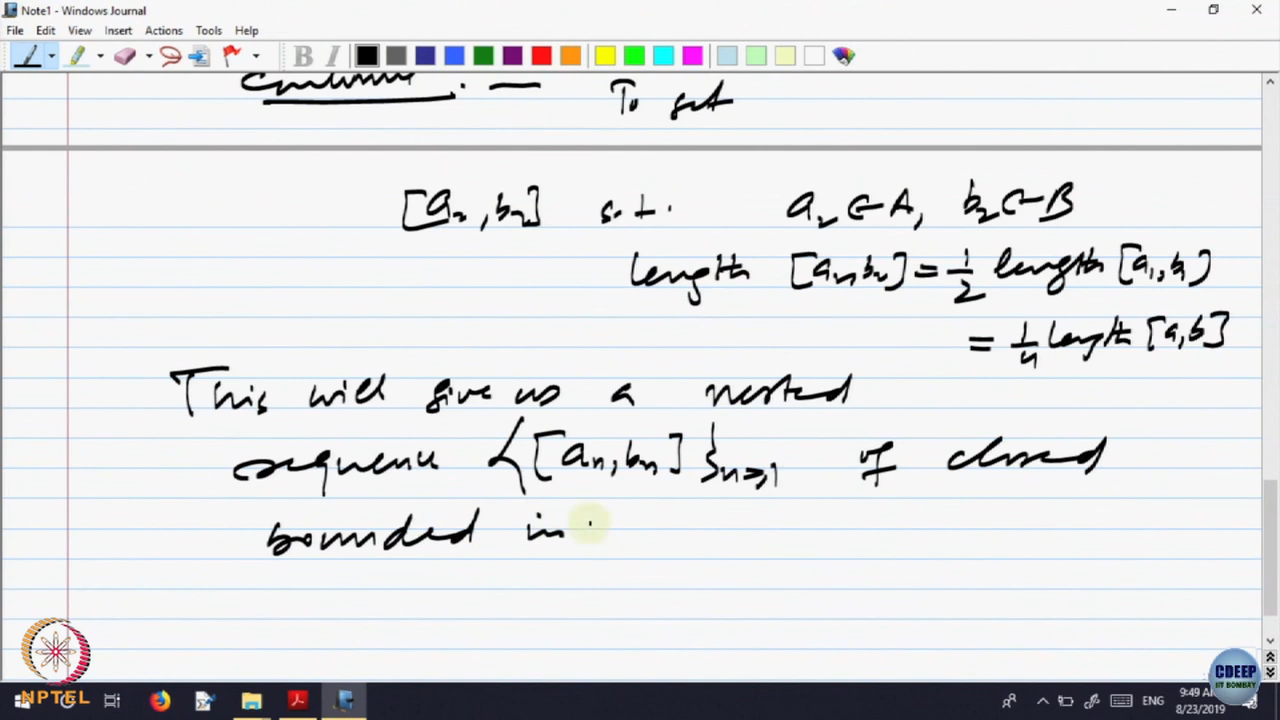 Note1 - Windows Journal
File Edit View Insert Actions Tools Help
Continue. — To get
[a₂, b₂] s.t. a₂ ∈ A, b₂ ∈ B
length [a₂, b₂] = 1/2 length [a₁, b₁]
= 1/4 length [a, b]
This will give us a nested
sequence {[aₙ, bₙ]}ₙ≥₁ of closed
bounded in
NPTEL
CDEEP
IIT BOMBAY
ENG
9:49 AM
8/23/2019